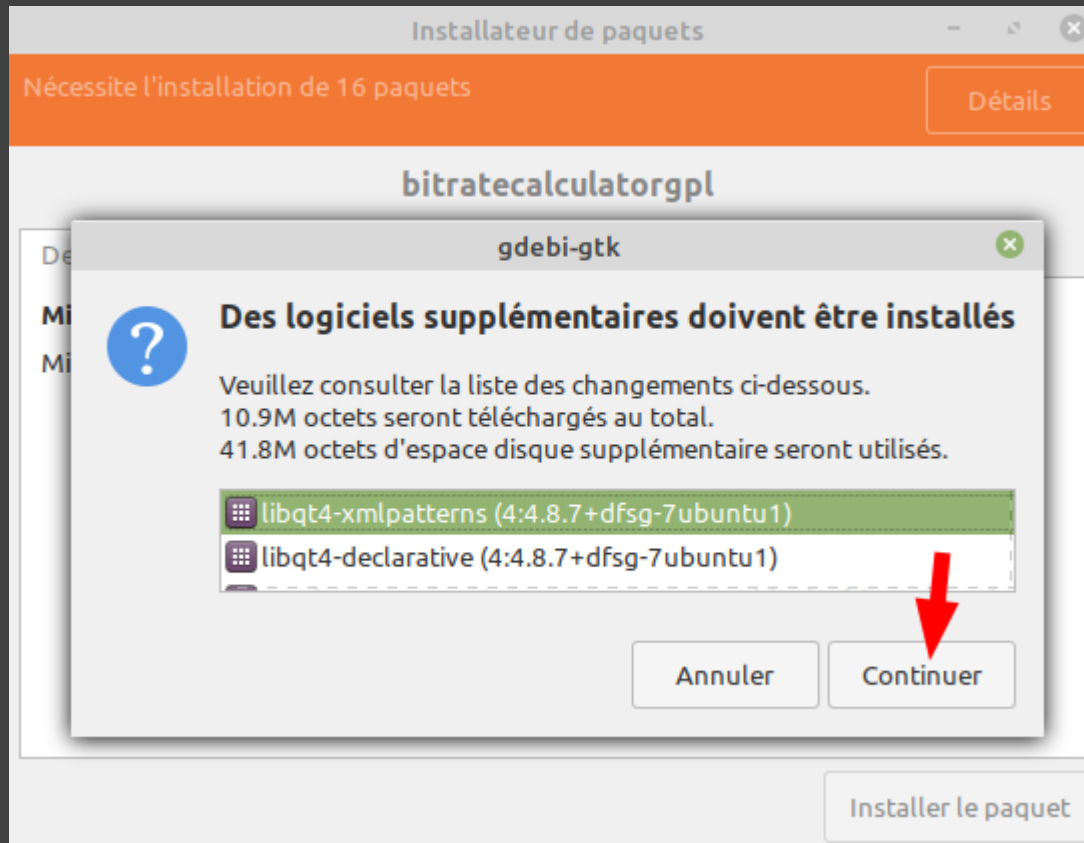 Installateur de paquets
Nécessite l'installation de 16 paquets
Détails
bitratecalculatorgpl
gdebi-gtk
De
Mi
Mi
Des logiciels supplémentaires doivent être installés
Veuillez consulter la liste des changements ci-dessous.
10.9M octets seront téléchargés au total.
41.8M octets d'espace disque supplémentaire seront utilisés.
libqt4-xmlpatterns (4:4.8.7+dfsg-7ubuntu1)
libqt4-declarative (4:4.8.7+dfsg-7ubuntu1)
Annuler
Continuer
Installer le paquet